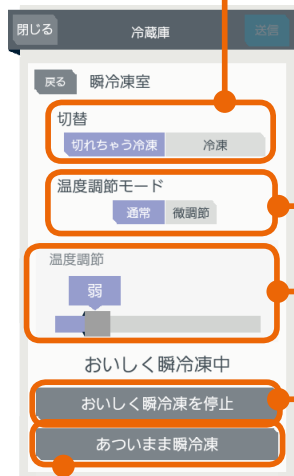 閉じる 冷蔵庫 送信
戻る 瞬冷凍室
切替
切れちゃう冷凍 冷凍
温度調節モード
通常 微調節
温度調節
弱
おいしく瞬冷凍中
おいしく瞬冷凍を停止
あついまま瞬冷凍